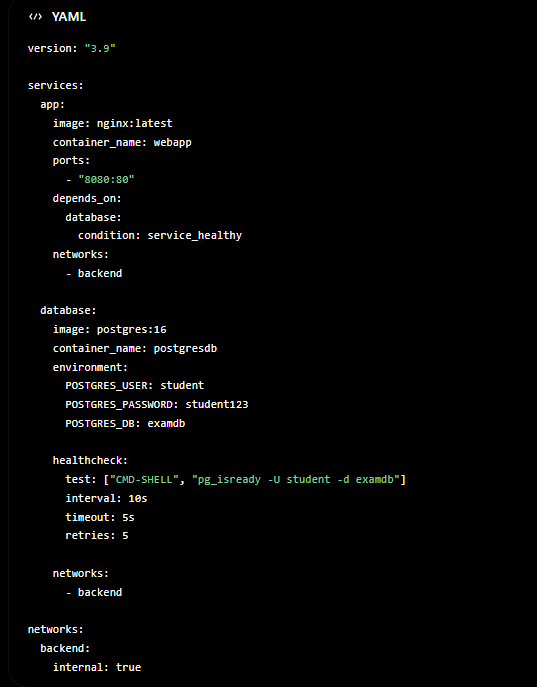 </> YAML
version: "3.9"
services:
  app:
    image: nginx:latest
    container_name: webapp
    ports:
      - "8080:80"
    depends_on:
      database:
        condition: service_healthy
    networks:
      - backend
  database:
    image: postgres:16
    container_name: postgresdb
    environment:
      POSTGRES_USER: student
      POSTGRES_PASSWORD: student123
      POSTGRES_DB: examdb
    healthcheck:
      test: ["CMD-SHELL", "pg_isready -U student -d examdb"]
      interval: 10s
      timeout: 5s
      retries: 5
    networks:
      - backend
networks:
  backend:
    internal: true